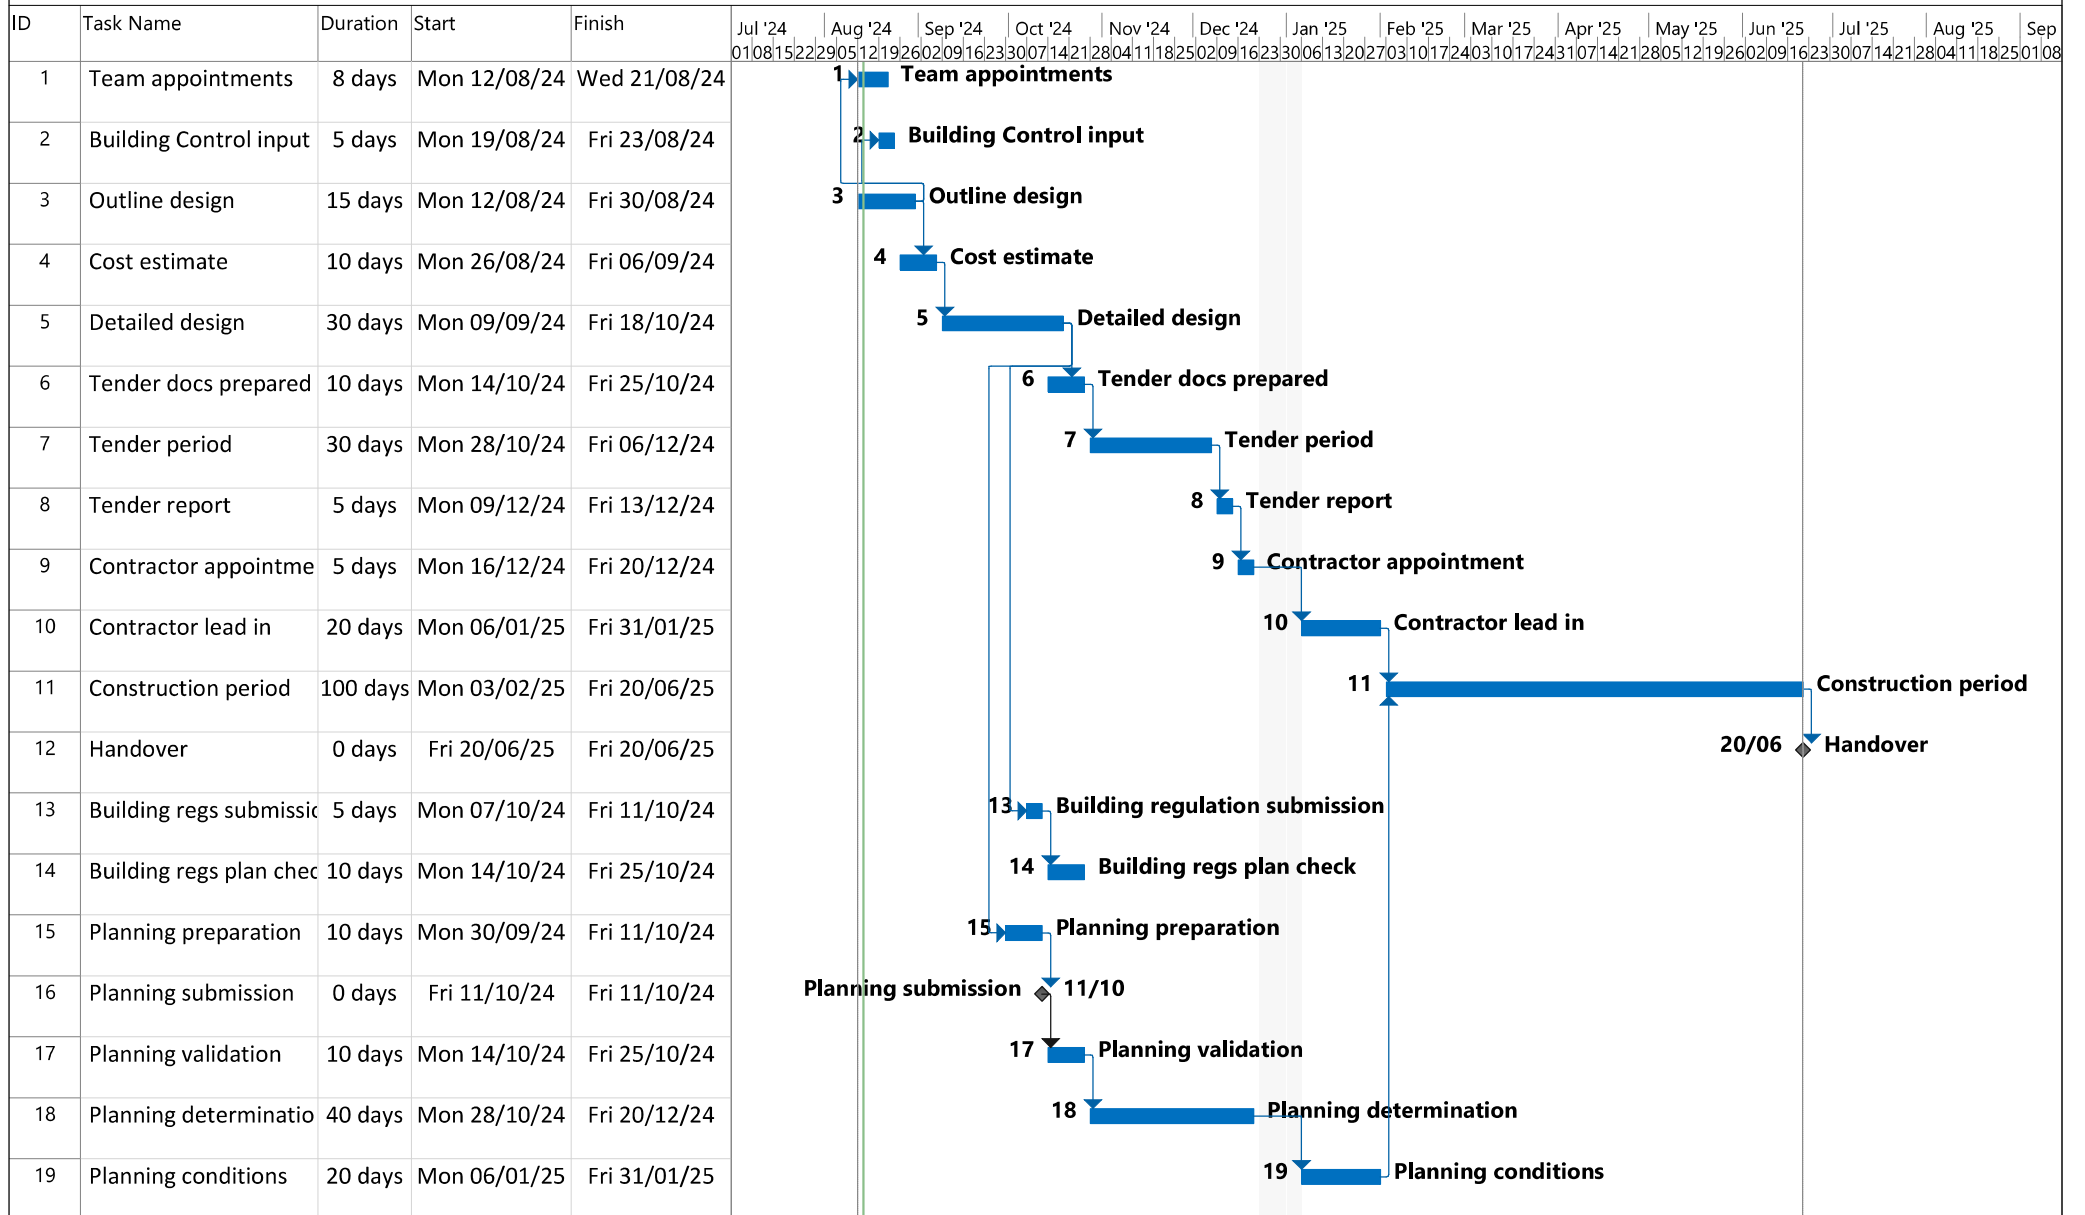 ID Task Name Duration Start Finish Jul '24 Aug '24 Sep '24 Oct '24 Nov '24 Dec '24 Jan '25 Feb '25 Mar '25 Apr '25 May '25 Jun '25 Jul '25 Aug '25 Sep
01 08 15 22 29 05 12 19 26 02 09 16 23 30 07 14 21 28 04 11 18 25 02 09 16 23 30 06 13 20 27 03 10 17 24 03 10 17 24 31 07 14 21 28 05 12 19 26 02 09 16 23 30 07 14 21 28 04 11 18 25 01 08
1 Team appointments 8 days Mon 12/08/24 Wed 21/08/24 1 Team appointments
2 Building Control input 5 days Mon 19/08/24 Fri 23/08/24 2 Building Control input
3 Outline design 15 days Mon 12/08/24 Fri 30/08/24 3 Outline design
4 Cost estimate 10 days Mon 26/08/24 Fri 06/09/24 4 Cost estimate
5 Detailed design 30 days Mon 09/09/24 Fri 18/10/24 5 Detailed design
6 Tender docs prepared 10 days Mon 14/10/24 Fri 25/10/24 6 Tender docs prepared
7 Tender period 30 days Mon 28/10/24 Fri 06/12/24 7 Tender period
8 Tender report 5 days Mon 09/12/24 Fri 13/12/24 8 Tender report
9 Contractor appointme 5 days Mon 16/12/24 Fri 20/12/24 9 Contractor appointment
10 Contractor lead in 20 days Mon 06/01/25 Fri 31/01/25 10 Contractor lead in
11 Construction period 100 days Mon 03/02/25 Fri 20/06/25 11 Construction period
12 Handover 0 days Fri 20/06/25 Fri 20/06/25 20/06 Handover
13 Building regs submissic 5 days Mon 07/10/24 Fri 11/10/24 13 Building regulation submission
14 Building regs plan chec 10 days Mon 14/10/24 Fri 25/10/24 14 Building regs plan check
15 Planning preparation 10 days Mon 30/09/24 Fri 11/10/24 15 Planning preparation
16 Planning submission 0 days Fri 11/10/24 Fri 11/10/24 Planning submission 11/10
17 Planning validation 10 days Mon 14/10/24 Fri 25/10/24 17 Planning validation
18 Planning determinatio 40 days Mon 28/10/24 Fri 20/12/24 18 Planning determination
19 Planning conditions 20 days Mon 06/01/25 Fri 31/01/25 19 Planning conditions